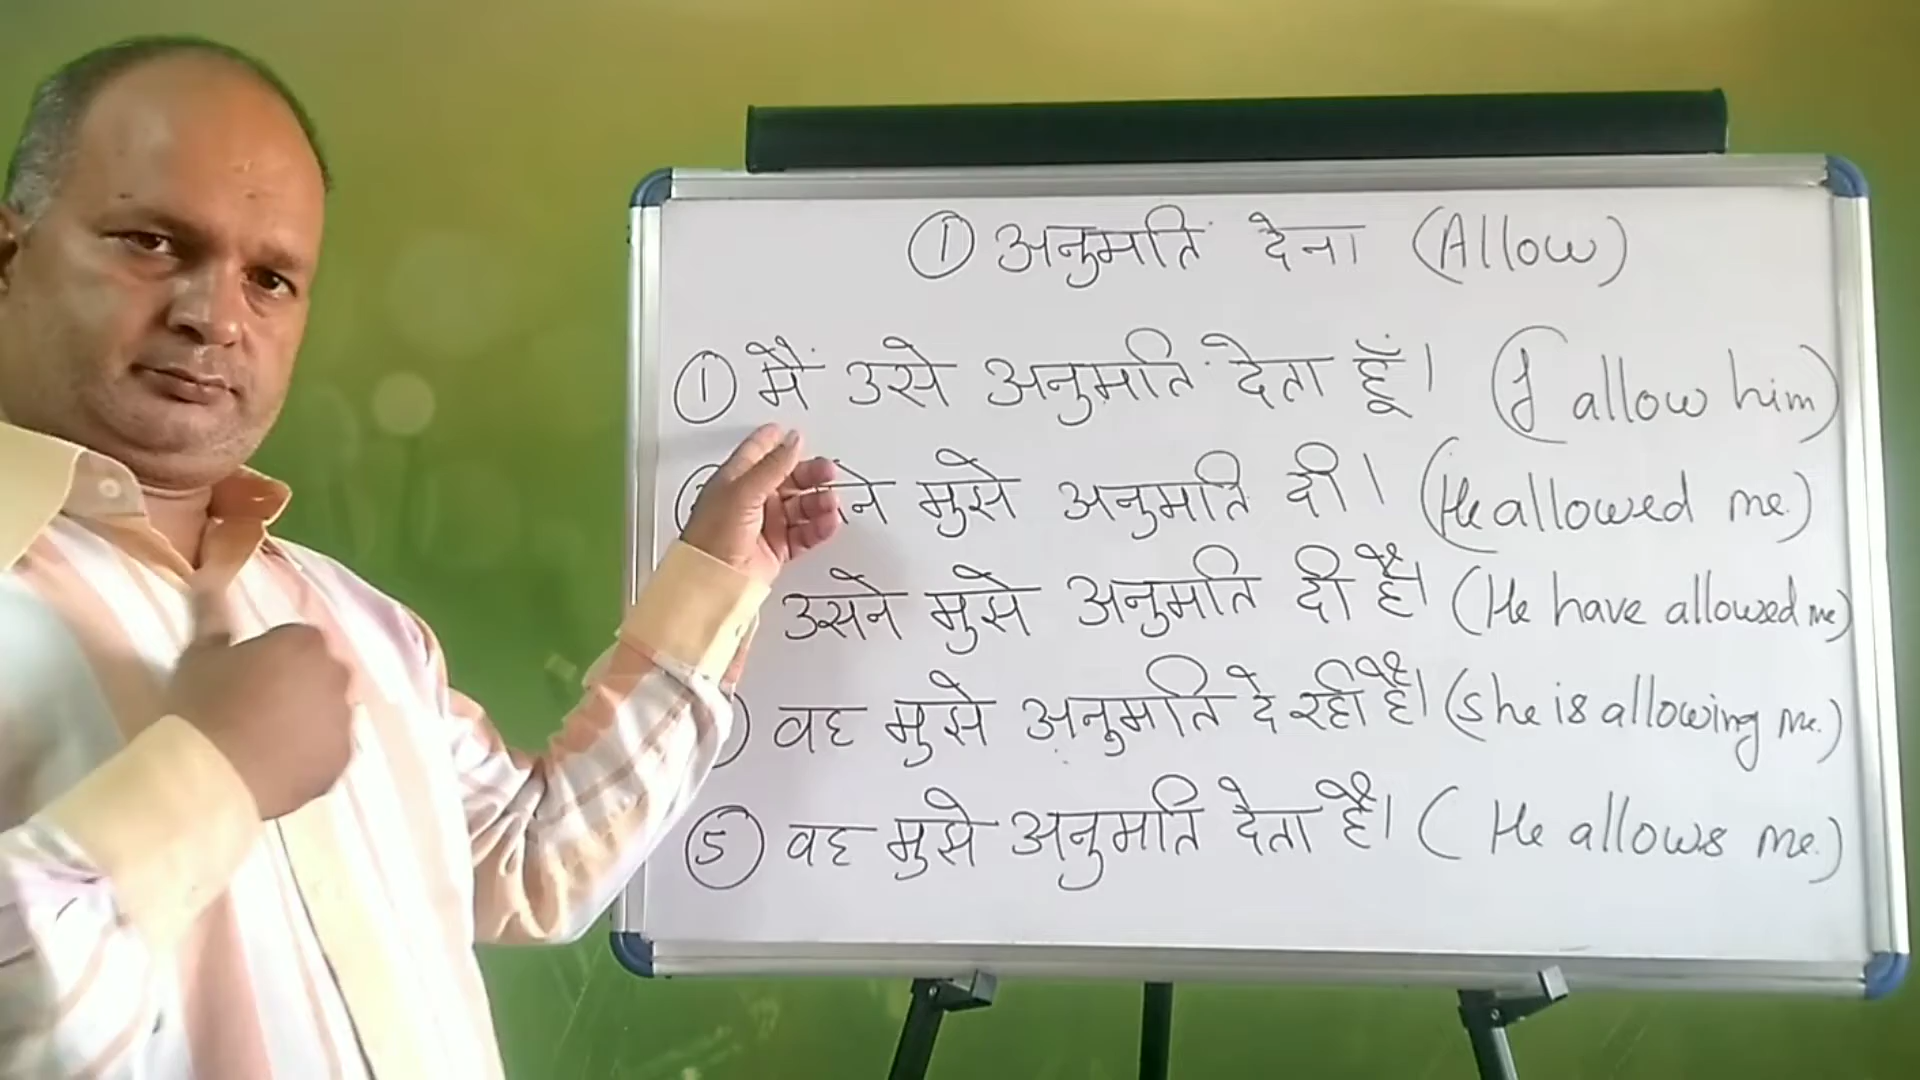 ① अनुमति देना (Allow)
① मैं उसे अनुमति देता हूँ। (I allow him)
मुझे अनुमति दी। (He allowed me.)
उसने मुझे अनुमति दी है। (He have allowed me)
वह मुझे अनुमति दे रही है। (She is allowing me.)
⑤ वह मुझे अनुमति देता है। (He allows me.)